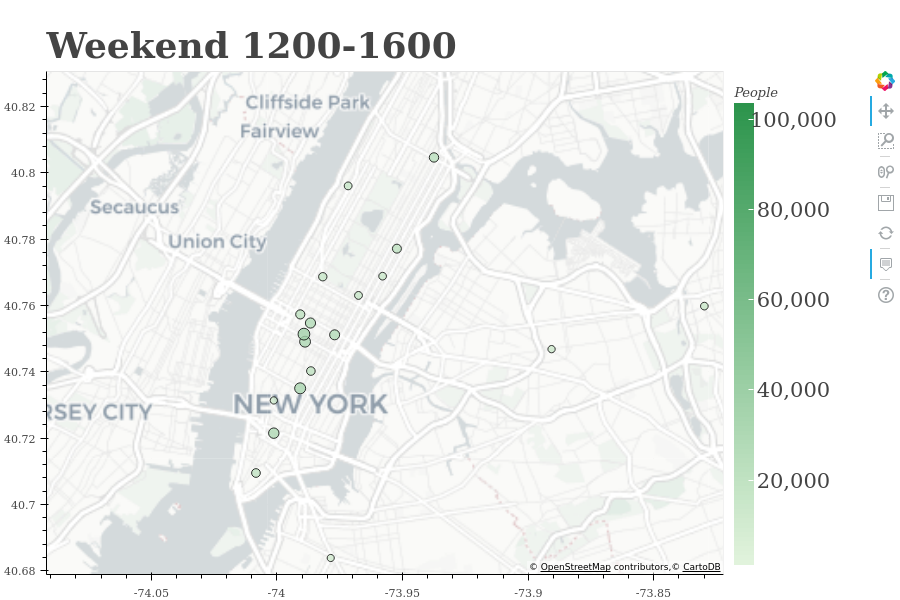 Weekend 1200-1600
People
100,000
80,000
60,000
40,000
20,000
40.82
40.8
40.78
40.76
40.74
40.72
40.7
40.68
Cliffside Park
Fairview
Secaucus
Union City
RSEY CITY
NEW YORK
© OpenStreetMap contributors,© CartoDB
-74.05
-74
-73.95
-73.9
-73.85